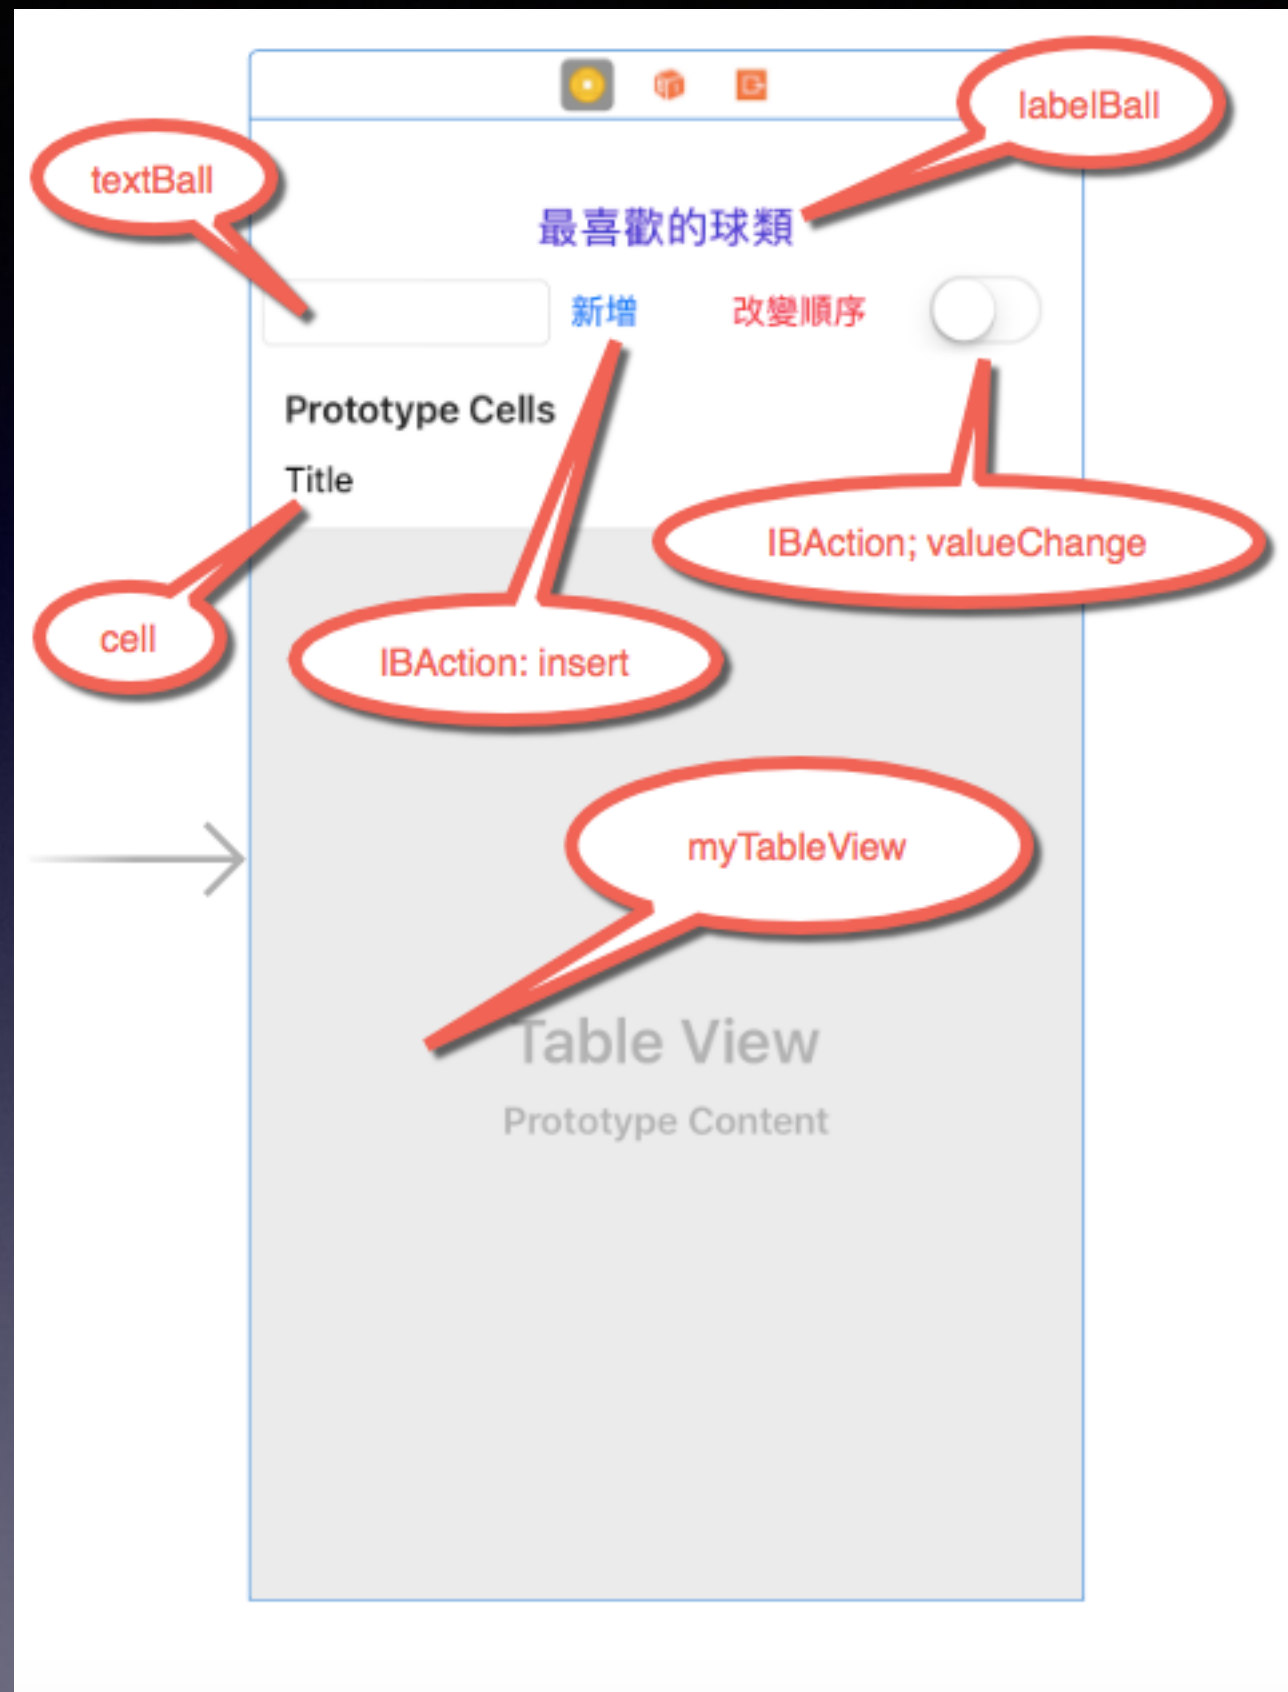 labelBall
textBall
最喜歡的球類
新增
改變順序
Prototype Cells
Title
IBAction; valueChange
cell
IBAction: insert
myTableView
Table View
Prototype Content